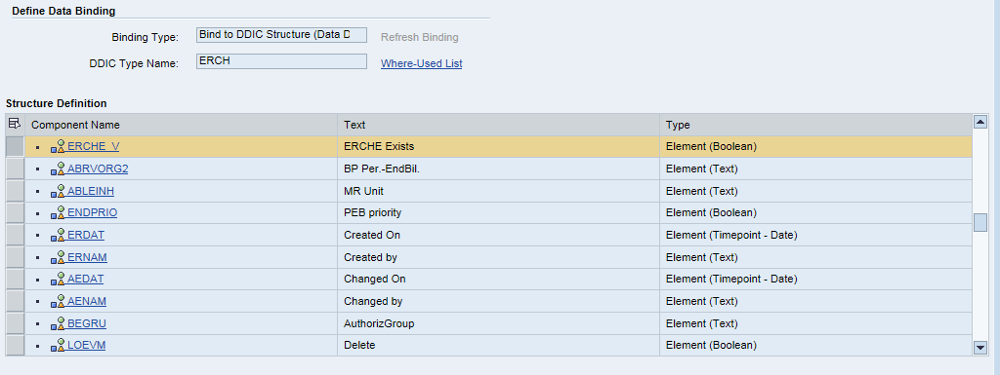 Define Data Binding
Binding Type: Bind to DDIC Structure (Data D Refresh Binding
DDIC Type Name: ERCH Where-Used List
Structure Definition
Component Name Text Type
ERCHE_V ERCHE Exists Element (Boolean)
ABRVORG2 BP Per.-EndBil. Element (Text)
ABLEINH MR Unit Element (Text)
ENDPRIO PEB priority Element (Boolean)
ERDAT Created On Element (Timepoint - Date)
ERNAM Created by Element (Text)
AEDAT Changed On Element (Timepoint - Date)
AENAM Changed by Element (Text)
BEGRU AuthorizGroup Element (Text)
LOEVM Delete Element (Boolean)